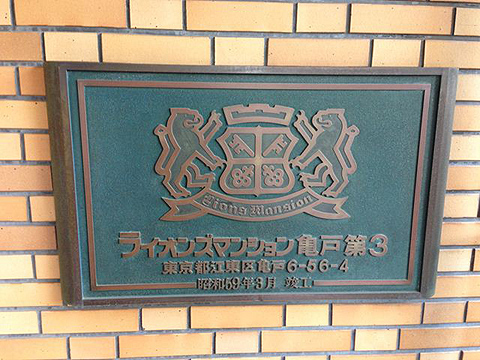 Lions Mansion
ライオンズマンション亀戸第3
東京都江東区亀戸6-56-4
昭和59年3月 竣工